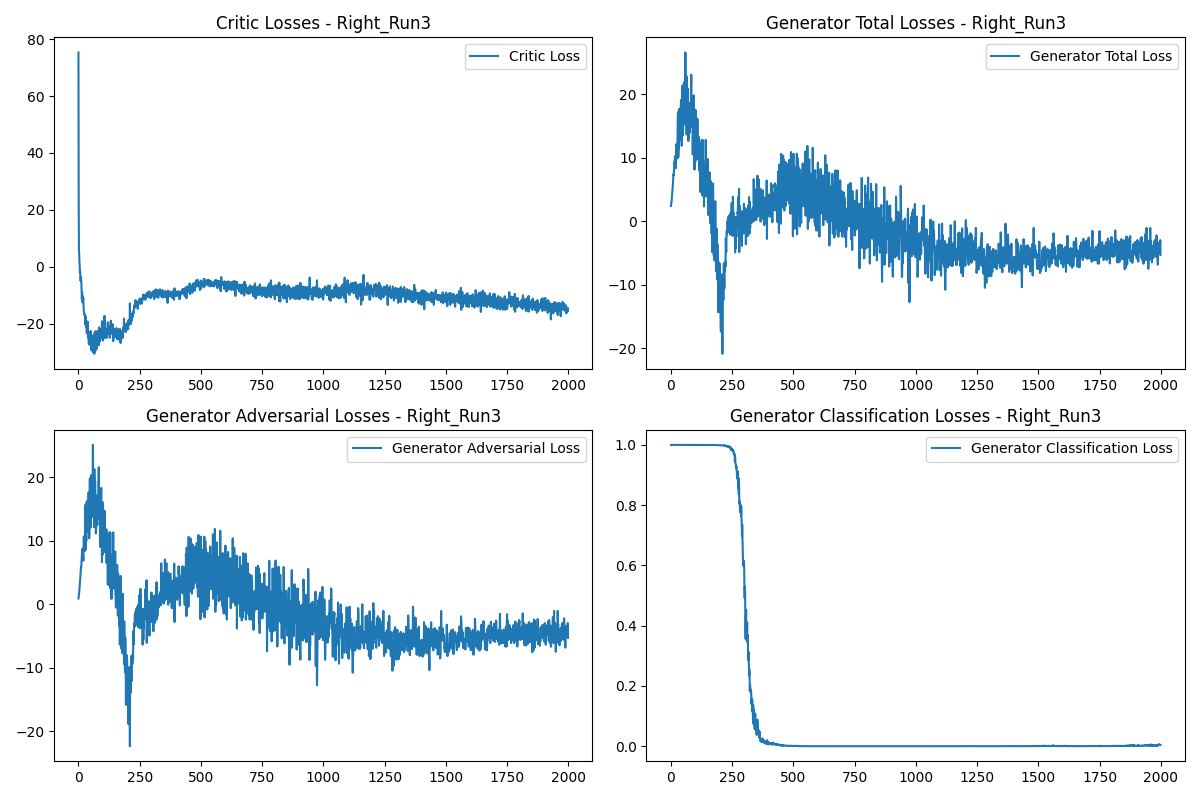 Critic Losses - Right_Run3
Critic Loss
80
60
40
20
0
−20
0 250 500 750 1000 1250 1500 1750 2000
Generator Total Losses - Right_Run3
Generator Total Loss
20
10
0
−10
−20
0 250 500 750 1000 1250 1500 1750 2000
Generator Adversarial Losses - Right_Run3
Generator Adversarial Loss
20
10
0
−10
−20
0 250 500 750 1000 1250 1500 1750 2000
Generator Classification Losses - Right_Run3
Generator Classification Loss
1.0
0.8
0.6
0.4
0.2
0.0
0 250 500 750 1000 1250 1500 1750 2000